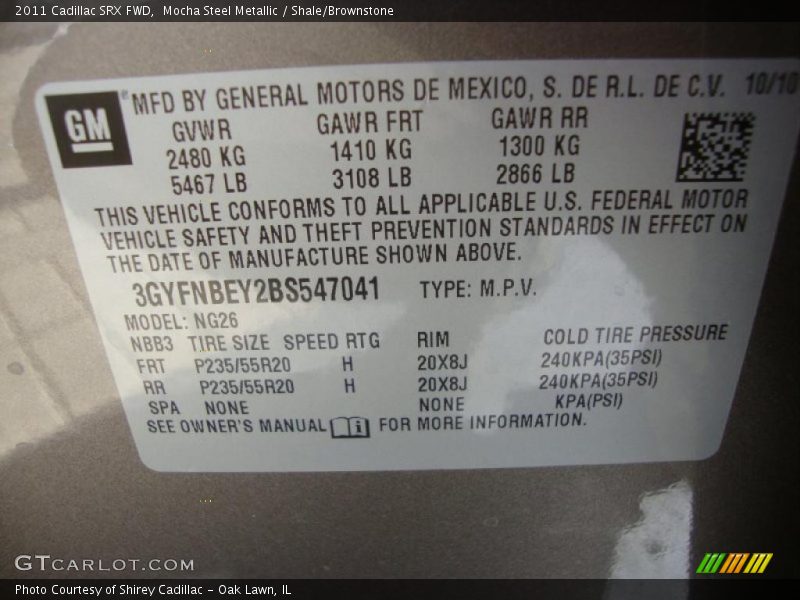 2011 Cadillac SRX FWD,  Mocha Steel Metallic / Shale/Brownstone
GM
® MFD BY GENERAL MOTORS DE MEXICO, S. DE R.L. DE C.V. 10/10
GVWR GAWR FRT GAWR RR
2480 KG 1410 KG 1300 KG
5467 LB 3108 LB 2866 LB
THIS VEHICLE CONFORMS TO ALL APPLICABLE U.S. FEDERAL MOTOR
VEHICLE SAFETY AND THEFT PREVENTION STANDARDS IN EFFECT ON
THE DATE OF MANUFACTURE SHOWN ABOVE.
3GYFNBEY2BS547041 TYPE: M.P.V.
MODEL: NG26
NBB3 TIRE SIZE SPEED RTG RIM COLD TIRE PRESSURE
FRT P235/55R20 H 20X8J 240KPA(35PSI)
RR P235/55R20 H 20X8J 240KPA(35PSI)
SPA NONE NONE KPA(PSI)
SEE OWNER'S MANUAL i FOR MORE INFORMATION.
GTCARLOT.COM
Photo Courtesy of Shirey Cadillac - Oak Lawn, IL